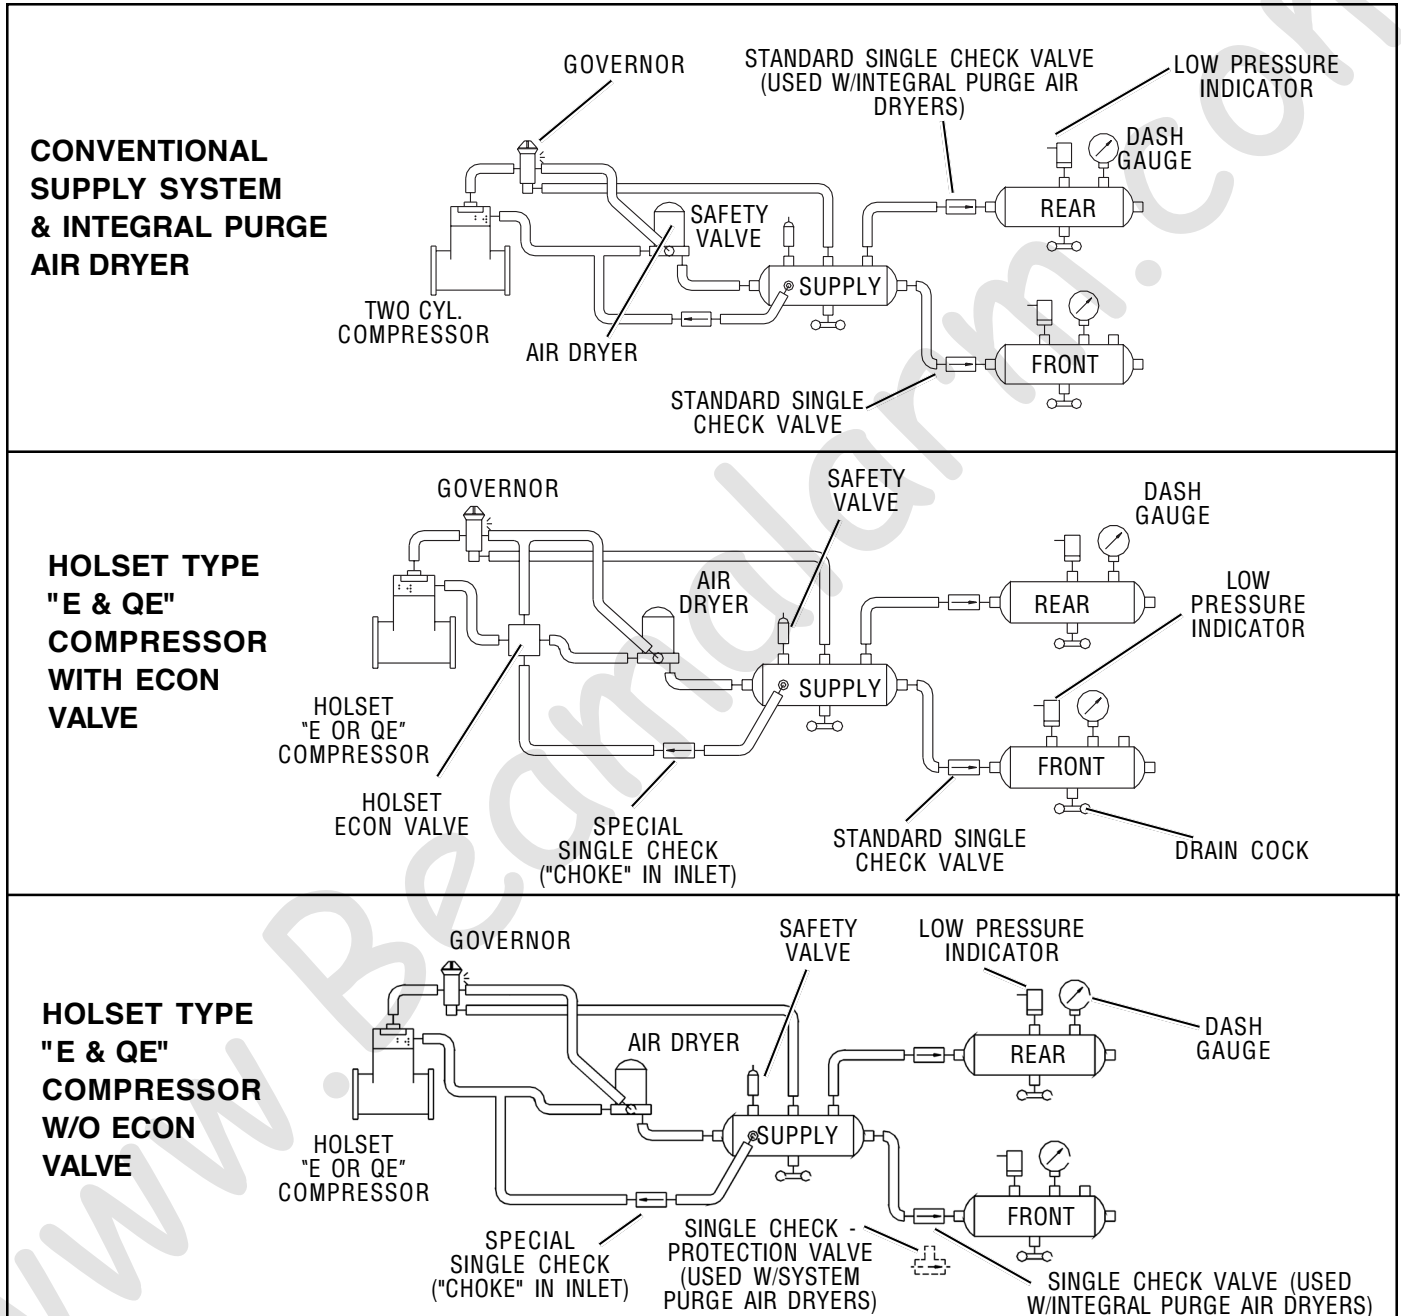 CONVENTIONAL
SUPPLY SYSTEM
& INTEGRAL PURGE
AIR DRYER
GOVERNOR
STANDARD SINGLE CHECK VALVE
(USED W/INTEGRAL PURGE AIR
DRYERS)
LOW PRESSURE
INDICATOR
DASH
GAUGE
REAR
SAFETY
VALVE
SUPPLY
TWO CYL.
COMPRESSOR
AIR DRYER
FRONT
STANDARD SINGLE
CHECK VALVE
HOLSET TYPE
"E & QE"
COMPRESSOR
WITH ECON
VALVE
GOVERNOR
SAFETY
VALVE
DASH
GAUGE
AIR
DRYER
REAR
LOW
PRESSURE
INDICATOR
SUPPLY
HOLSET
"E OR QE"
COMPRESSOR
FRONT
HOLSET
ECON VALVE
SPECIAL
SINGLE CHECK
("CHOKE" IN INLET)
STANDARD SINGLE
CHECK VALVE
DRAIN COCK
HOLSET TYPE
"E & QE"
COMPRESSOR
W/O ECON
VALVE
GOVERNOR
SAFETY
VALVE
LOW PRESSURE
INDICATOR
DASH
GAUGE
AIR DRYER
REAR
SUPPLY
HOLSET
"E OR QE"
COMPRESSOR
FRONT
SPECIAL
SINGLE CHECK
("CHOKE" IN INLET)
SINGLE CHECK -
PROTECTION VALVE
(USED W/SYSTEM
PURGE AIR DRYERS)
SINGLE CHECK VALVE (USED
W/INTEGRAL PURGE AIR DRYERS)
www.Beamalarm.com